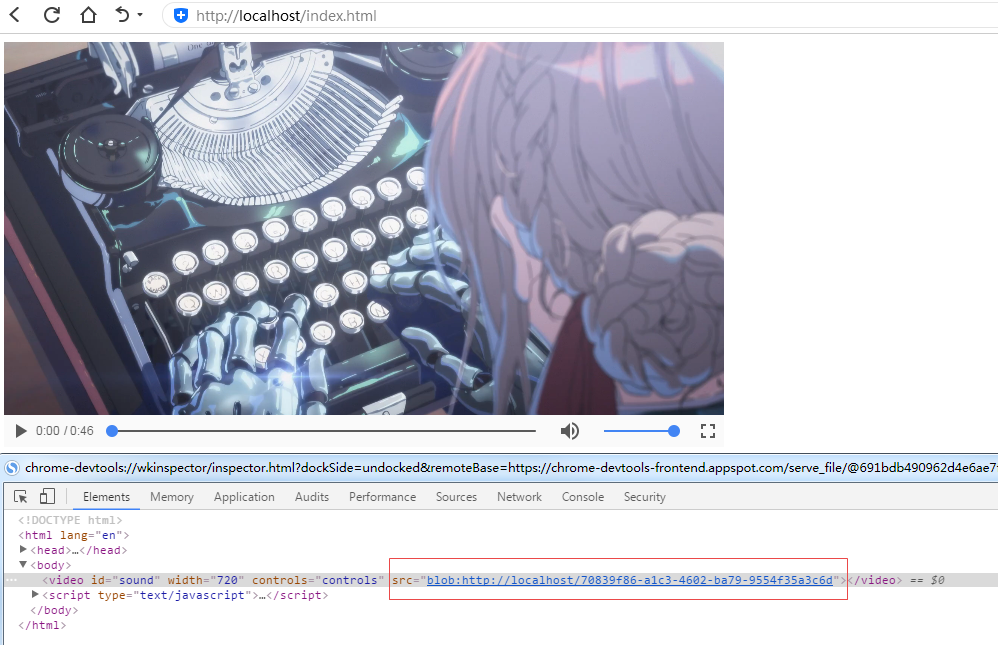 http://localhost/index.html
One
0:00 / 0:46
chrome-devtools://wkinspector/inspector.html?dockSide=undocked&remoteBase=https://chrome-devtools-frontend.appspot.com/serve_file/@691bdb490962d4e6ae7
Elements Memory Application Audits Performance Sources Network Console Security
<!DOCTYPE html>
<html lang="en">
<head>…</head>
<body>
<video id="sound" width="720" controls="controls" src="blob:http://localhost/70839f86-a1c3-4602-ba79-9554f35a3c6d"></video> == $0
<script type="text/javascript">…</script>
</body>
</html>